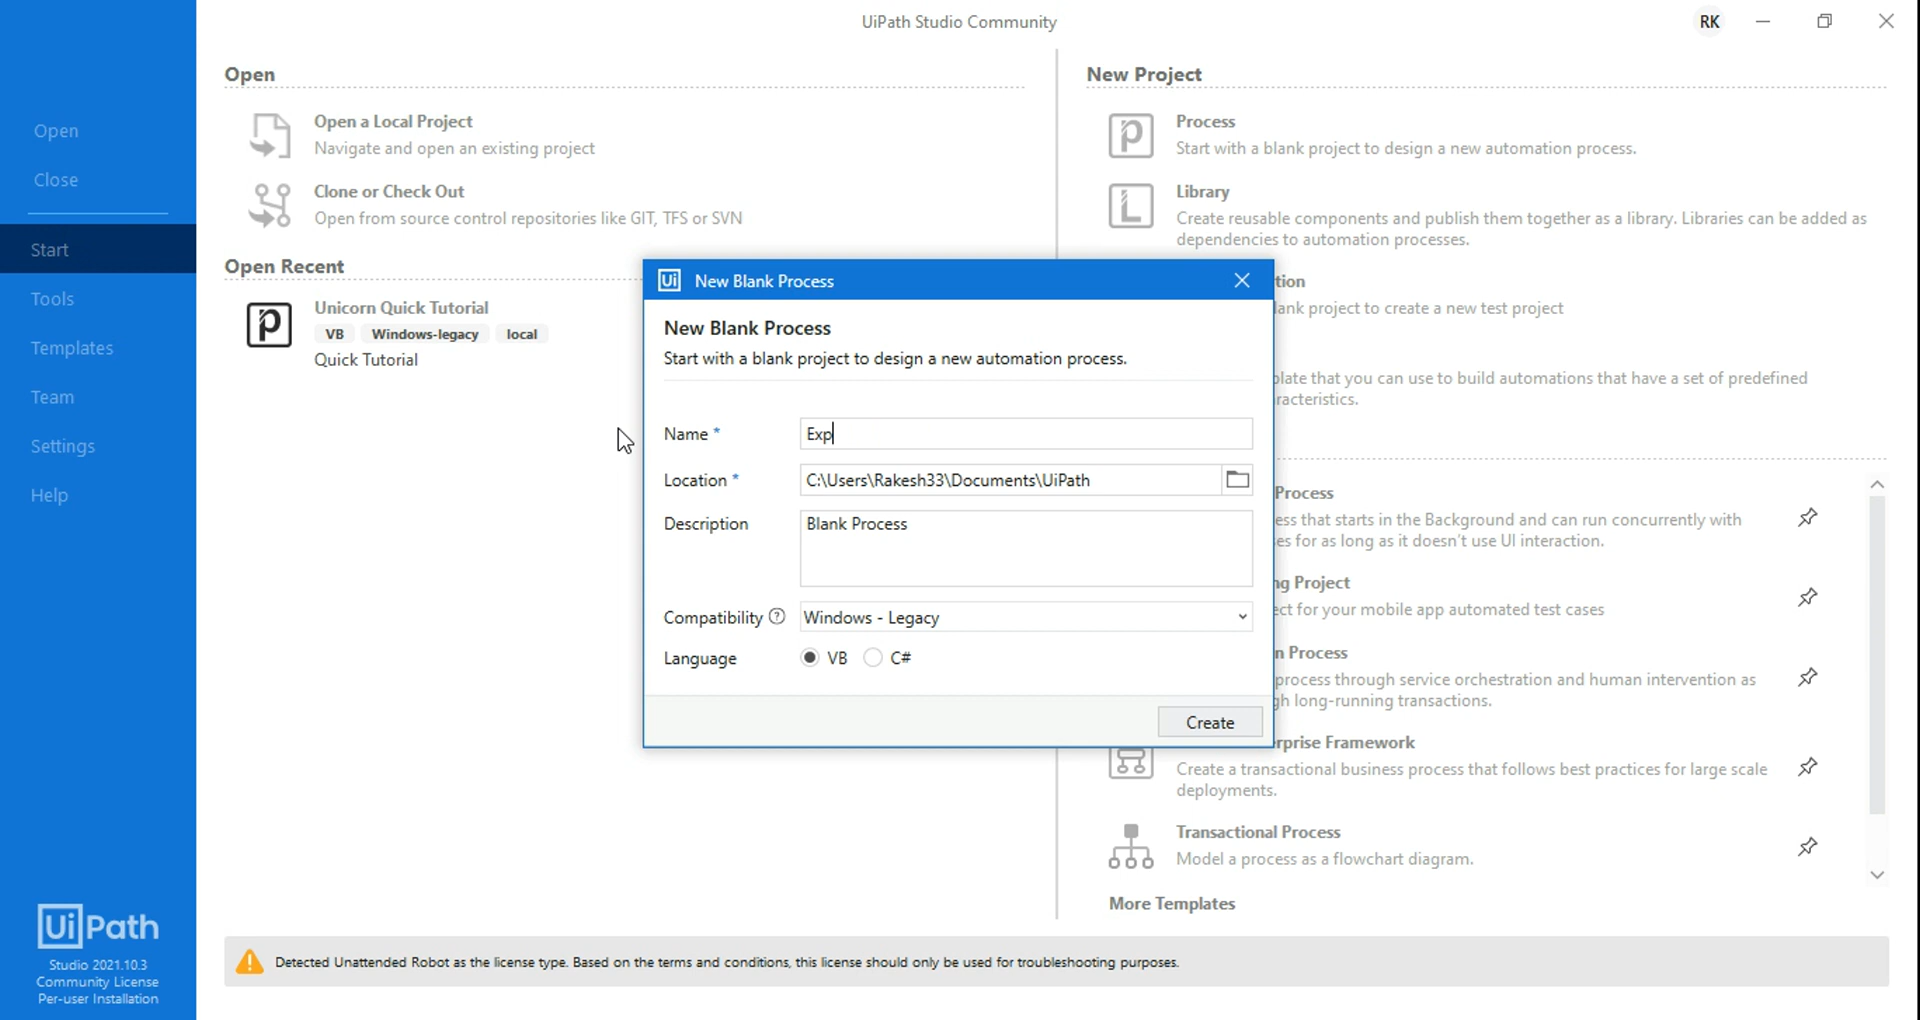 UiPath Studio Community
RK
Open
Close
Start
Tools
Templates
Team
Settings
Help
UiPath
Studio 2021.10.3
Community License
Per-user Installation
Open
Open a Local Project
Navigate and open an existing project
Clone or Check Out
Open from source control repositories like GIT, TFS or SVN
Open Recent
Unicorn Quick Tutorial
VB Windows-legacy local
Quick Tutorial
New Project
Process
Start with a blank project to design a new automation process.
Library
Create reusable components and publish them together as a library. Libraries can be added as
dependencies to automation processes.
tion
lank project to create a new test project
plate that you can use to build automations that have a set of predefined
racteristics.
Ui New Blank Process
New Blank Process
Start with a blank project to design a new automation process.
Name * Exp
Location * C:\Users\Rakesh33\Documents\UiPath
Description Blank Process
Compatibility ? Windows - Legacy
Language VB C#
Create
Process
ess that starts in the Background and can run concurrently with
es for as long as it doesn't use UI interaction.
ng Project
ect for your mobile app automated test cases
n Process
process through service orchestration and human intervention as
gh long-running transactions.
rprise Framework
Create a transactional business process that follows best practices for large scale
deployments.
Transactional Process
Model a process as a flowchart diagram.
More Templates
Detected Unattended Robot as the license type. Based on the terms and conditions, this license should only be used for troubleshooting purposes.